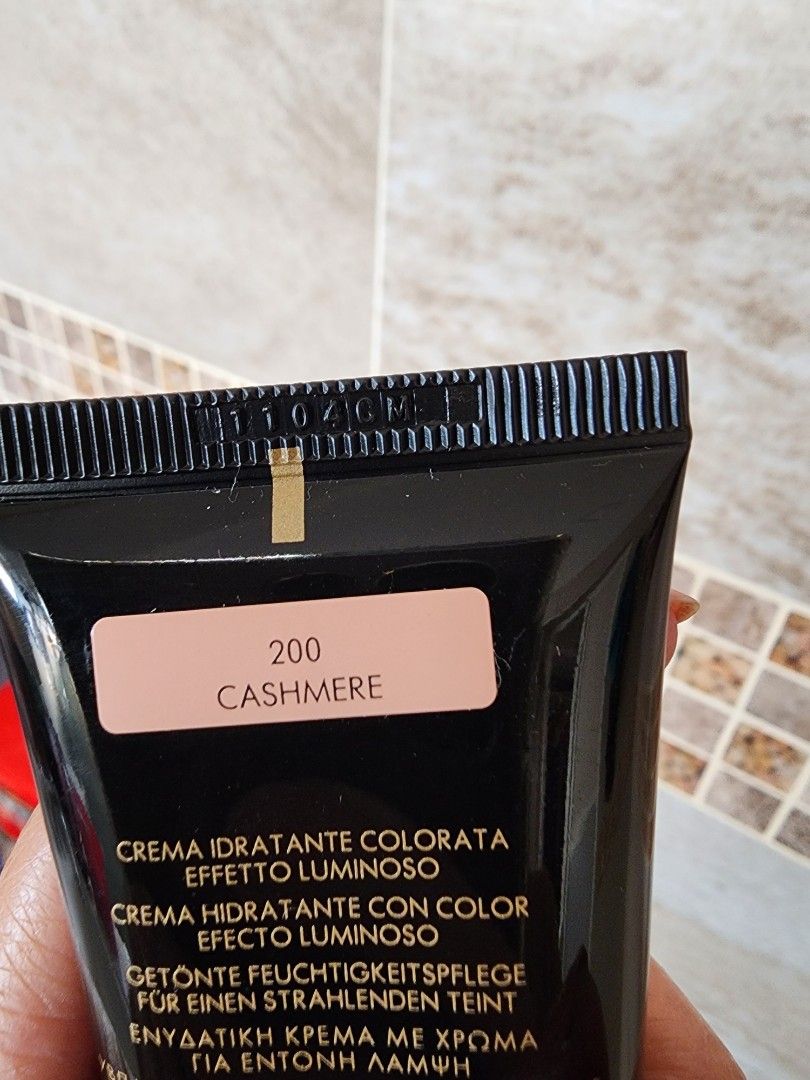 1104CM
200
CASHMERE
CREMA IDRATANTE COLORATA
EFFETTO LUMINOSO
CREMA HIDRATANTE CON COLOR
EFECTO LUMINOSO
GETÖNTE FEUCHTIGKEITSPFLEGE
FÜR EINEN STRAHLENDEN TEINT
ΕΝΥΔΑΤΙΚΗ ΚΡΕΜΑ ΜΕ ΧΡΩΜΑ
ΓΙΑ ΕΝΤΟΝΗ ΛΑΜΨΗ